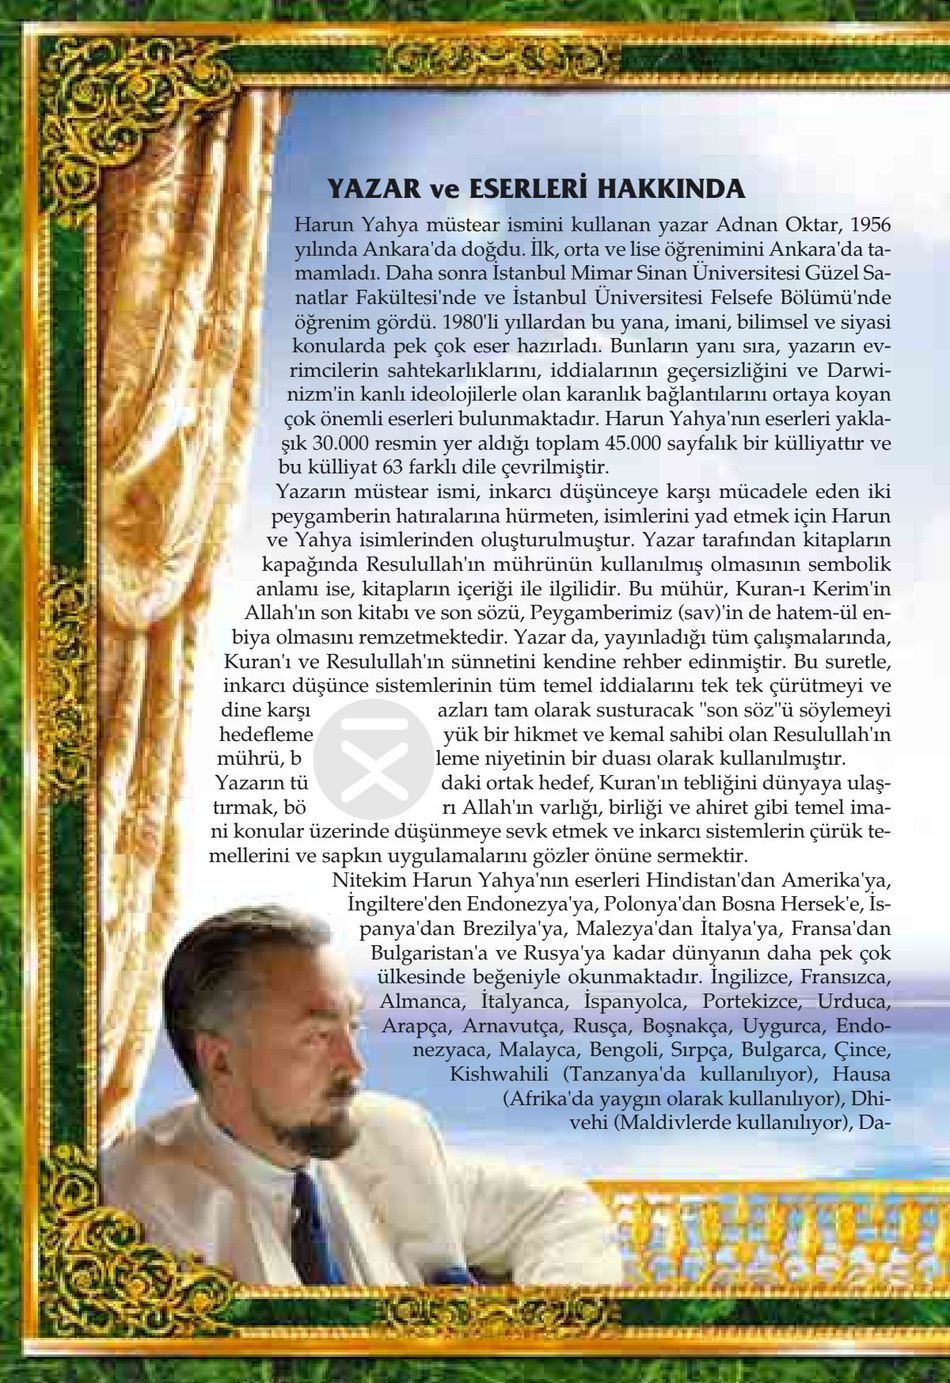 YAZAR ve ESERLERİ HAKKINDA
Harun Yahya müstear ismini kullanan yazar Adnan Oktar, 1956
yılında Ankara'da doğdu. İlk, orta ve lise öğrenimini Ankara'da ta-
mamladı. Daha sonra İstanbul Mimar Sinan Üniversitesi Güzel Sa-
natlar Fakültesi'nde ve İstanbul Üniversitesi Felsefe Bölümü'nde
öğrenim gördü. 1980'li yıllardan bu yana, imani, bilimsel ve siyasi
konularda pek çok eser hazırladı. Bunların yanı sıra, yazarın ev-
rimcilerin sahtekarlıklarını, iddialarının geçersizliğini ve Darwi-
nizm'in kanlı ideolojilerle olan karanlık bağlantılarını ortaya koyan
çok önemli eserleri bulunmaktadır. Harun Yahya'nın eserleri yakla-
şık 30.000 resmin yer aldığı toplam 45.000 sayfalık bir külliyattır ve
bu külliyat 63 farklı dile çevrilmiştir.
Yazarın müstear ismi, inkarcı düşünceye karşı mücadele eden iki
peygamberin hatıralarına hürmeten, isimlerini yad etmek için Harun
ve Yahya isimlerinden oluşturulmuştur. Yazar tarafından kitapların
kapağında Resulullah'ın mührünün kullanılmış olmasının sembolik
anlamı ise, kitapların içeriği ile ilgilidir. Bu mühür, Kuran-ı Kerim'in
Allah'ın son kitabı ve son sözü, Peygamberimiz (sav)'in de hatem-ül en-
biya olmasını remzetmektedir. Yazar da, yayınladığı tüm çalışmalarında,
Kuran'ı ve Resulullah'ın sünnetini kendine rehber edinmiştir. Bu suretle,
inkarcı düşünce sistemlerinin tüm temel iddialarını tek tek çürütmeyi ve
dine karşı azları tam olarak susturacak "son söz"ü söylemeyi
hedefleme yük bir hikmet ve kemal sahibi olan Resulullah'ın
mührü, b leme niyetinin bir duası olarak kullanılmıştır.
Yazarın tü daki ortak hedef, Kuran'ın tebliğini dünyaya ulaş-
tırmak, bö rı Allah'ın varlığı, birliği ve ahiret gibi temel ima-
ni konular üzerinde düşünmeye sevk etmek ve inkarcı sistemlerin çürük te-
mellerini ve sapkın uygulamalarını gözler önüne sermektir.
Nitekim Harun Yahya'nın eserleri Hindistan'dan Amerika'ya,
İngiltere'den Endonezya'ya, Polonya'dan Bosna Hersek'e, İs-
panya'dan Brezilya'ya, Malezya'dan İtalya'ya, Fransa'dan
Bulgaristan'a ve Rusya'ya kadar dünyanın daha pek çok
ülkesinde beğeniyle okunmaktadır. İngilizce, Fransızca,
Almanca, İtalyanca, İspanyolca, Portekizce, Urduca,
Arapça, Arnavutça, Rusça, Boşnakça, Uygurca, Endo-
nezyaca, Malayca, Bengoli, Sırpça, Bulgarca, Çince,
Kishwahili (Tanzanya'da kullanılıyor), Hausa
(Afrika'da yaygın olarak kullanılıyor), Dhi-
vehi (Maldivlerde kullanılıyor), Da-